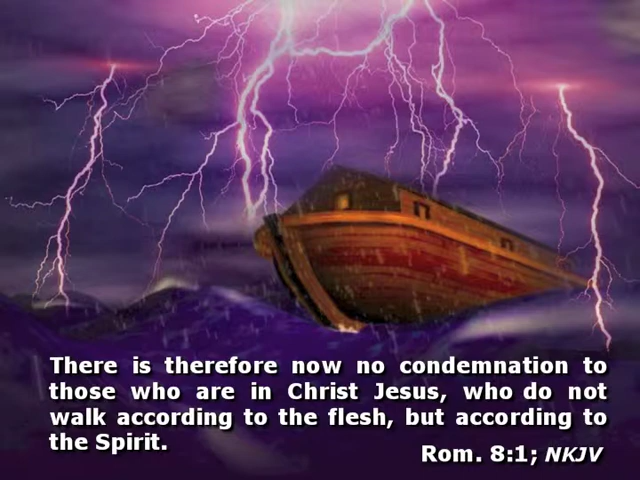 There is therefore now no condemnation to
those who are in Christ Jesus, who do not
walk according to the flesh, but according to
the Spirit.
Rom. 8:1; NKJV